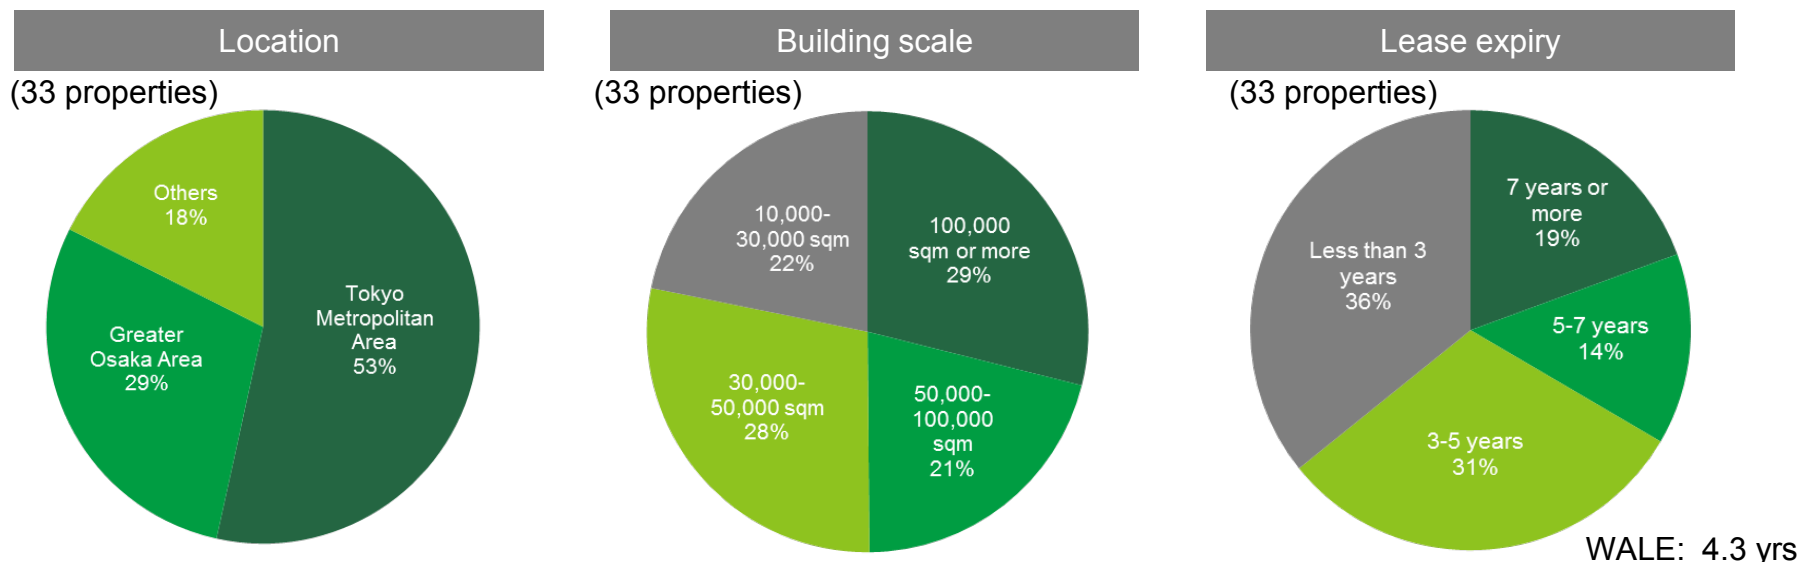 Location
(33 properties)
Others
18%
Greater
Osaka Area
29%
Tokyo
Metropolitan
Area
53%
Building scale
(33 properties)
10,000-
30,000 sqm
22%
100,000
sqm or more
29%
30,000-
50,000 sqm
28%
50,000-
100,000
sqm
21%
Lease expiry
(33 properties)
7 years or
more
19%
Less than 3
years
36%
5-7 years
14%
3-5 years
31%
WALE: 4.3 yrs